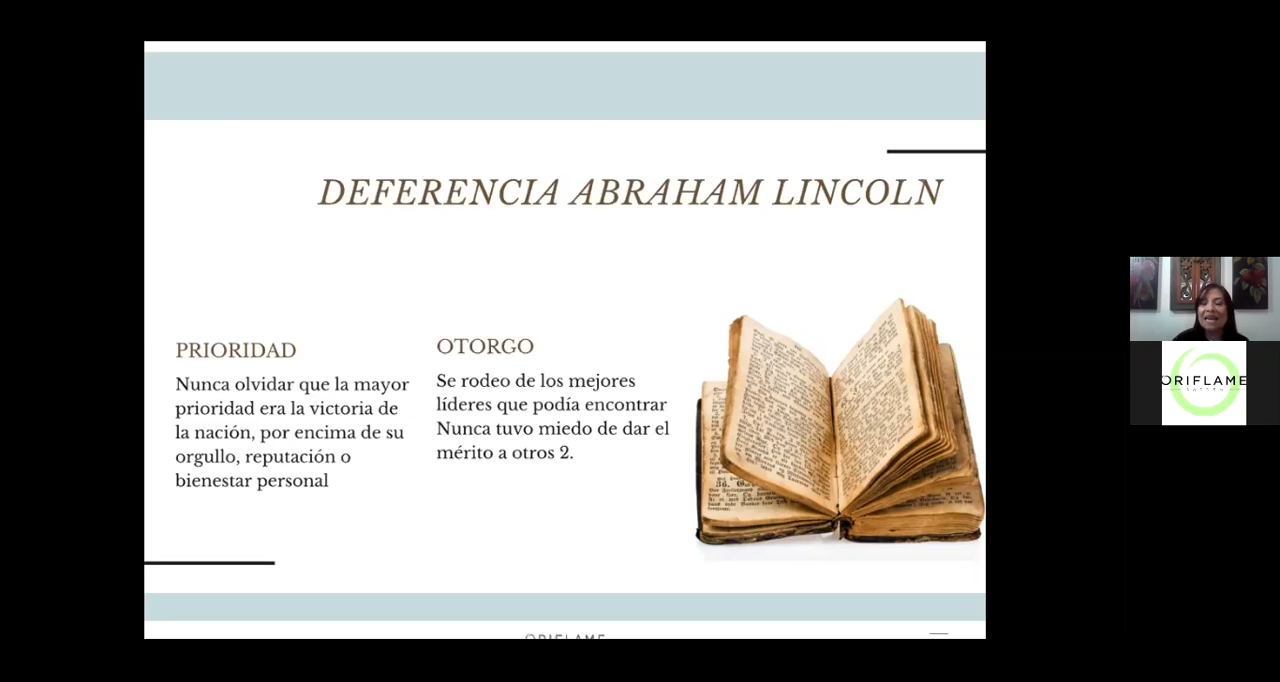 DEFERENCIA ABRAHAM LINCOLN
PRIORIDAD
Nunca olvidar que la mayor
prioridad era la victoria de
la nación, por encima de su
orgullo, reputación o
bienestar personal
OTORGO
Se rodeo de los mejores
líderes que podía encontrar
Nunca tuvo miedo de dar el
mérito a otros 2.
36.
ORIFLAME
ORIFLAME